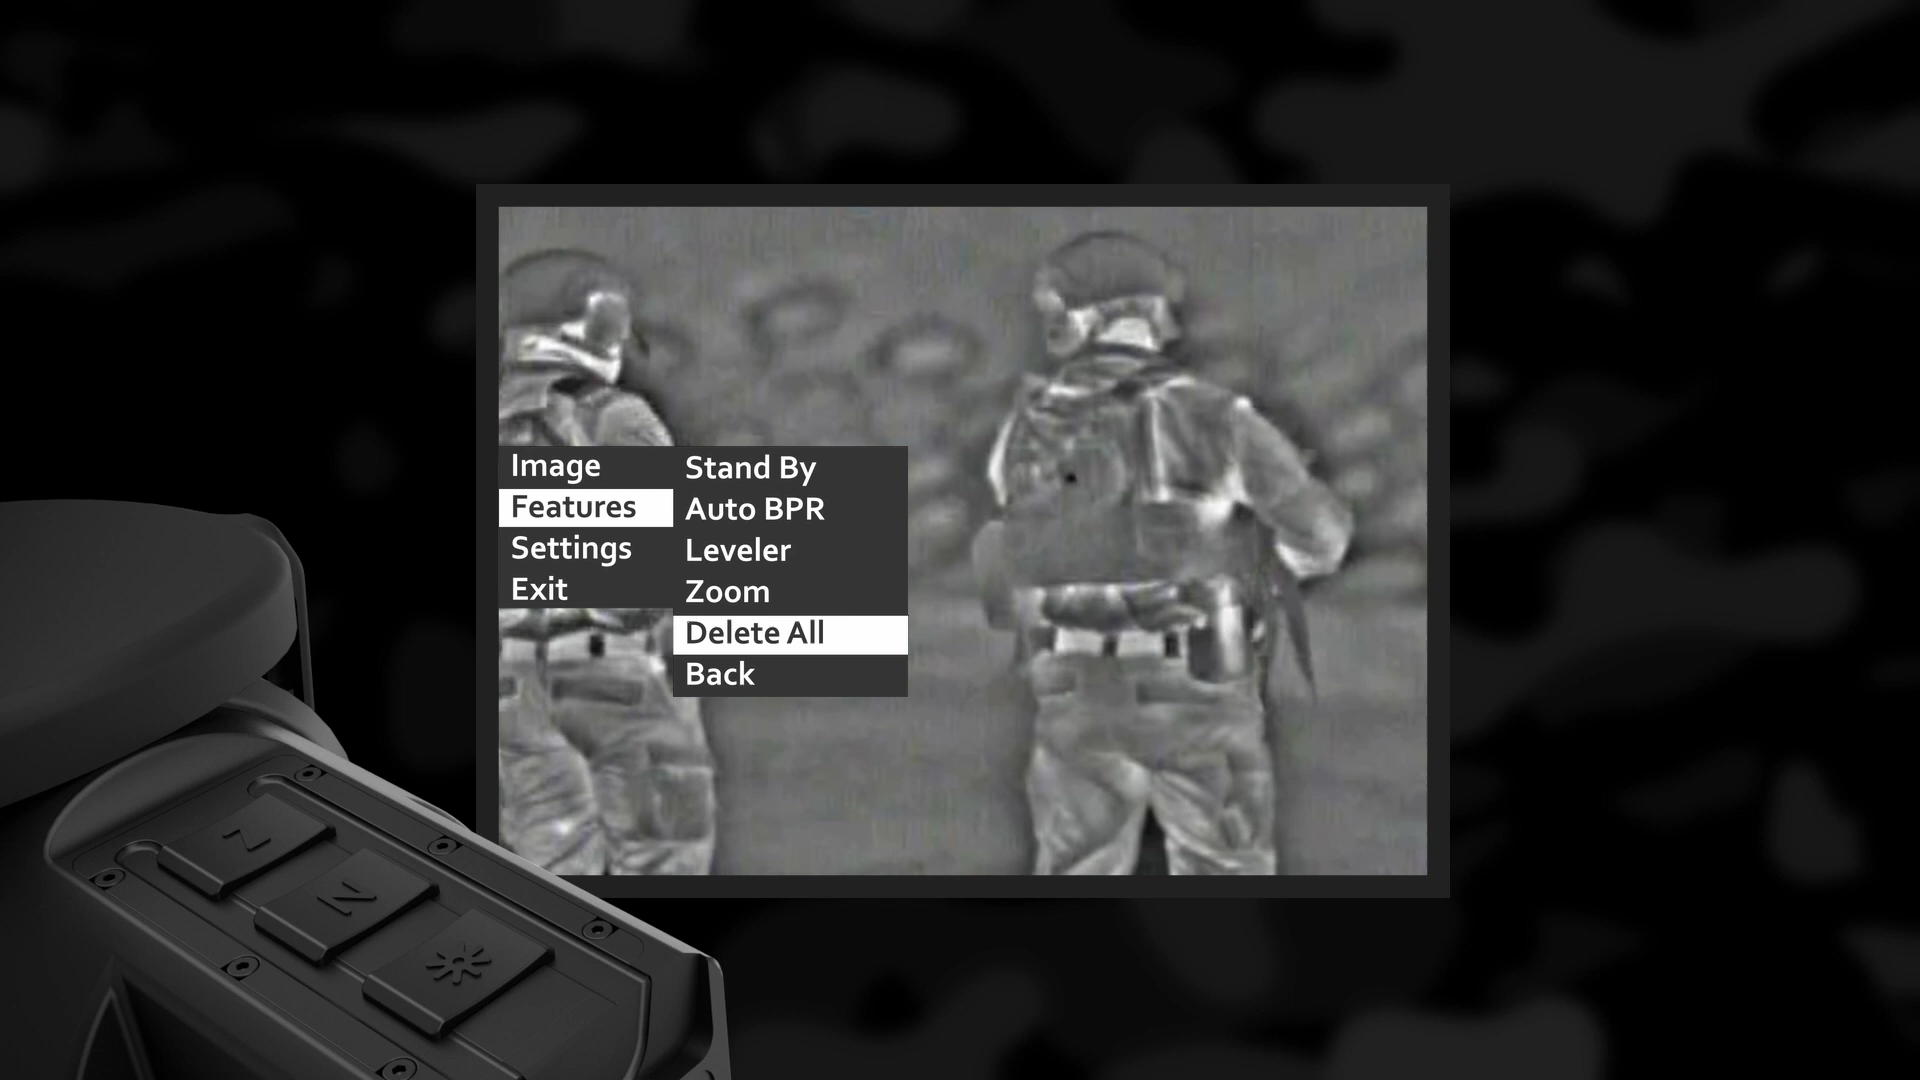 Image
Features
Settings
Exit
Stand By
Auto BPR
Leveler
Zoom
Delete All
Back
Z
N